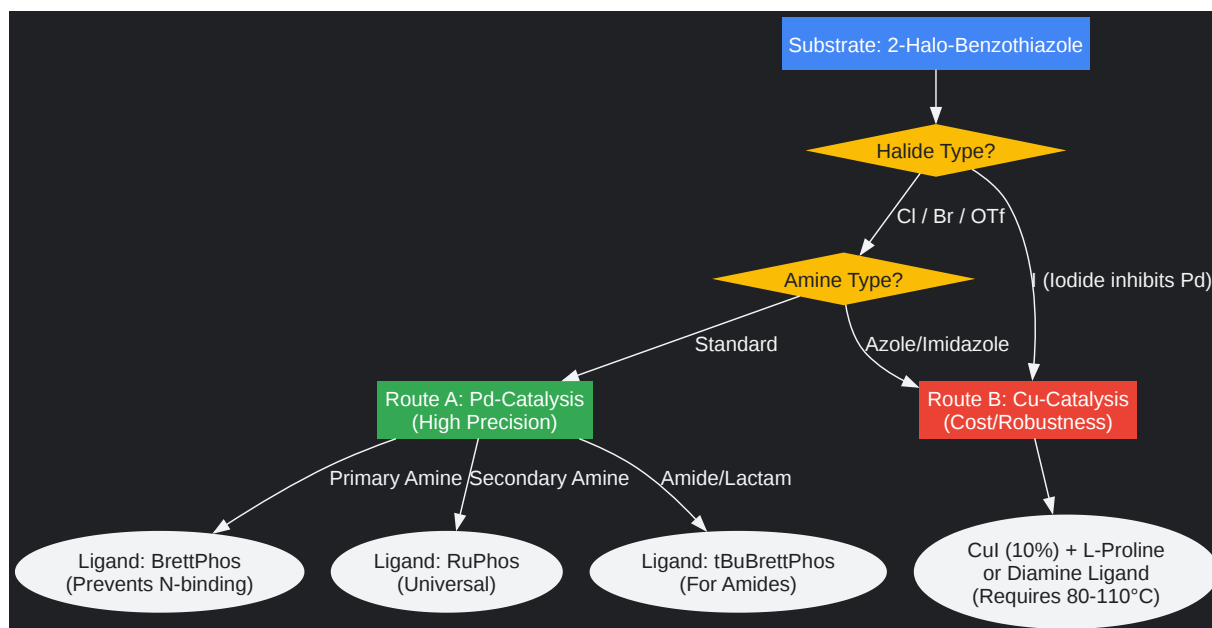 Substrate: 2-Halo-Benzothiazole
Halide Type?
Cl / Br / OTf
I (Iodide inhibits Pd)
Amine Type?
Standard
Azole/Imidazole
Route A: Pd-Catalysis
(High Precision)
Route B: Cu-Catalysis
(Cost/Robustness)
Primary Amine
Secondary Amine
Amide/Lactam
Ligand: BrettPhos
(Prevents N-binding)
Ligand: RuPhos
(Universal)
Ligand: tBuBrettPhos
(For Amides)
CuI (10%) + L-Proline
or Diamine Ligand
(Requires 80-110°C)